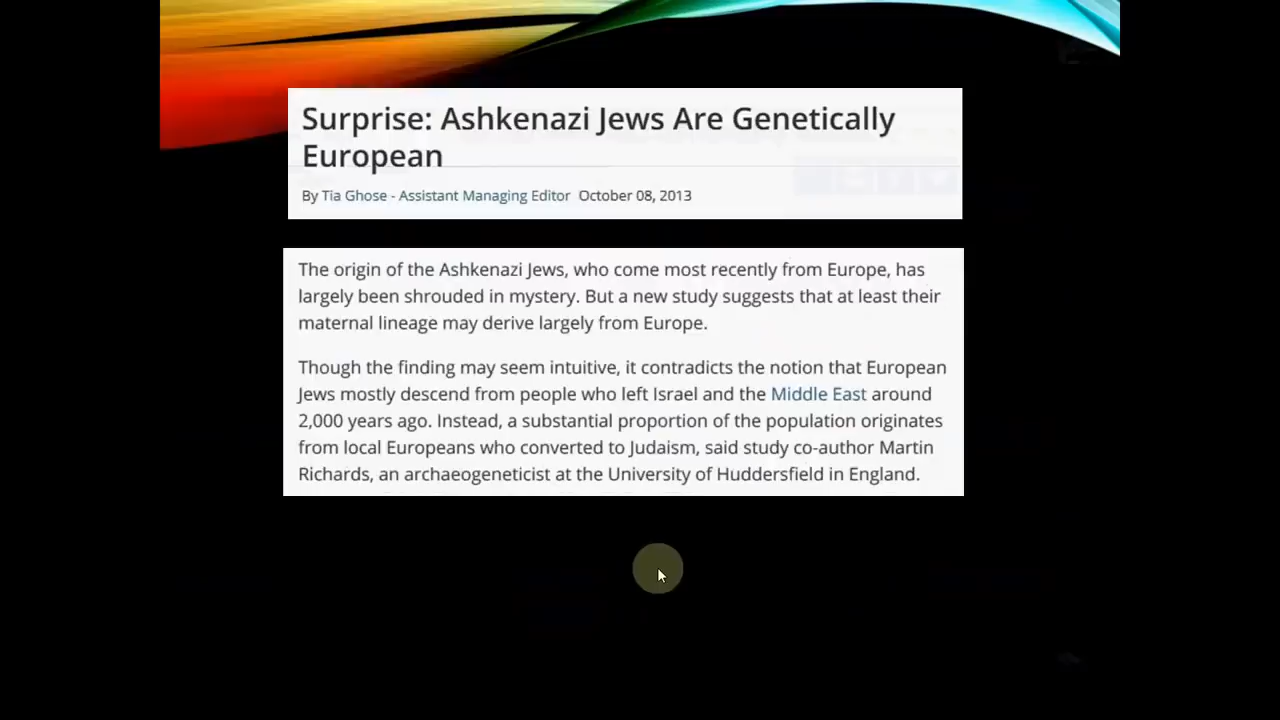 Surprise: Ashkenazi Jews Are Genetically
European
By Tia Ghose - Assistant Managing Editor October 08, 2013
The origin of the Ashkenazi Jews, who come most recently from Europe, has
largely been shrouded in mystery. But a new study suggests that at least their
maternal lineage may derive largely from Europe.
Though the finding may seem intuitive, it contradicts the notion that European
Jews mostly descend from people who left Israel and the Middle East around
2,000 years ago. Instead, a substantial proportion of the population originates
from local Europeans who converted to Judaism, said study co-author Martin
Richards, an archaeogeneticist at the University of Huddersfield in England.